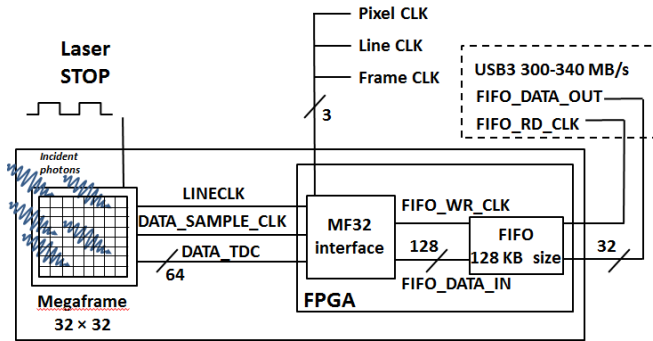 Pixel CLK
Laser
STOP
Line CLK
Frame CLK
USB3 300-340 MB/s
FIFO_DATA_OUT
FIFO_RD_CLK
3
Incident
photons
LINECLK
DATA_SAMPLE_CLK
DATA_TDC
64
MF32
interface
FIFO_WR_CLK
128
FIFO_DATA_IN
FIFO
128 KB size
32
Megaframe
32 × 32
FPGA